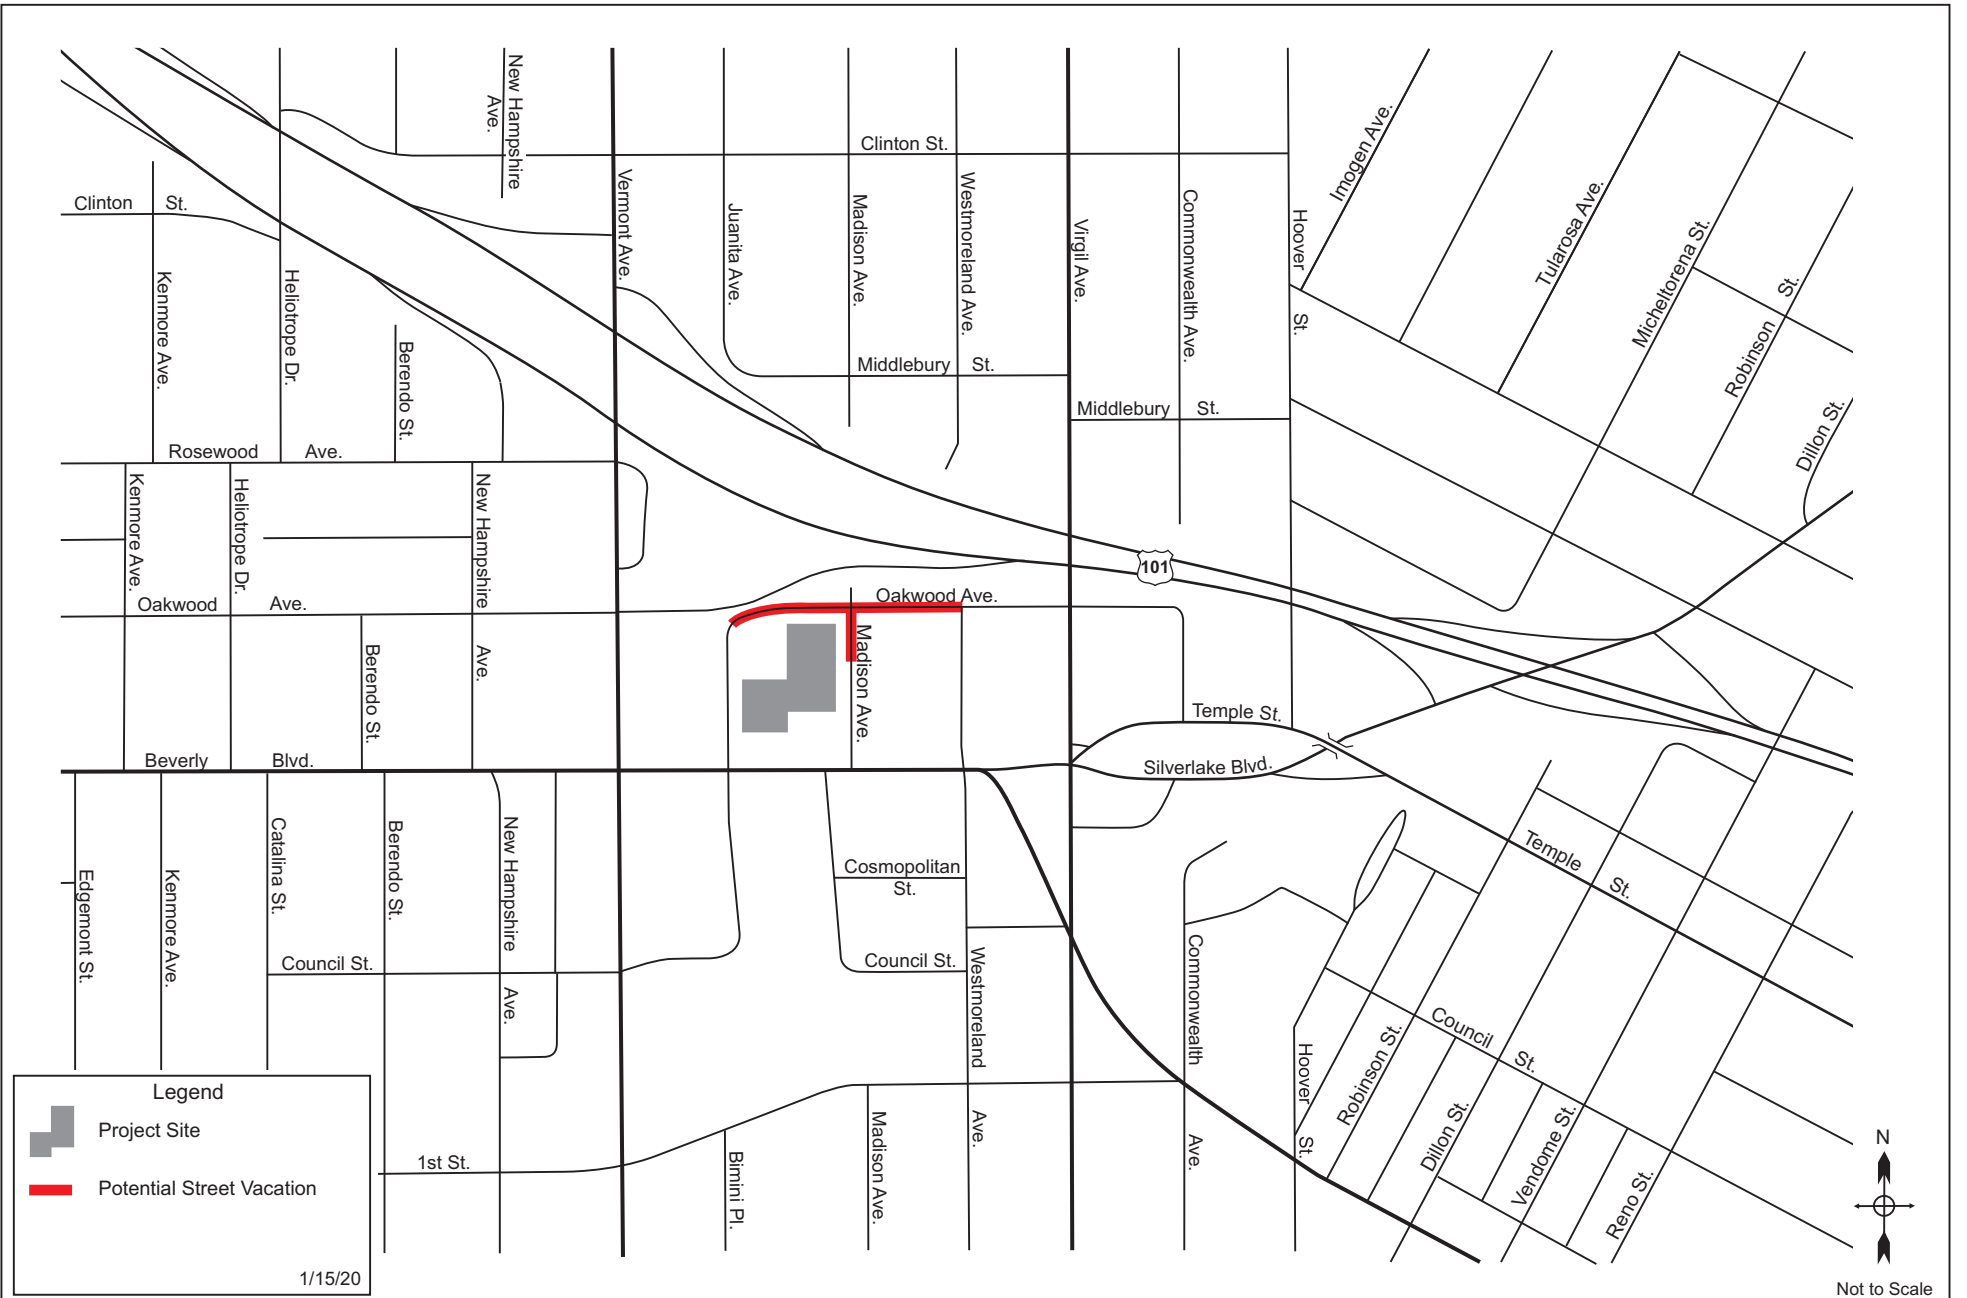 New Hampshire
Ave.
Clinton St.
Imogen Ave.
Vermont Ave.
Juanita Ave.
Madison Ave.
Westmoreland Ave.
Virgil Ave.
Commonwealth Ave.
Hoover
St.
Tularosa Ave.
Micheltorena St.
Robinson
St.
Dillon St.
Clinton St.
Kenmore Ave.
Heliotrope Dr.
Berendo St.
Middlebury St.
Middlebury St.
Rosewood Ave.
Kenmore Ave.
Heliotrope Dr.
New Hampshire
Ave.
101
Oakwood Ave.
Oakwood Ave.
Berendo St.
Madison Ave.
Temple St.
Silverlake Blvd.
Beverly Blvd.
Edgemont St.
Kenmore Ave.
Catalina St.
Berendo St.
New Hampshire
Ave.
Cosmopolitan
St.
Temple
St.
Council St.
Council St.
Westmoreland
Ave.
Commonwealth
Ave.
Hoover
St.
Council
St.
Robinson St.
Dillon St.
Vendome St.
Reno St.
1st St.
Bimini Pl.
Madison Ave.
Legend
Project Site
Potential Street Vacation
1/15/20
N
Not to Scale